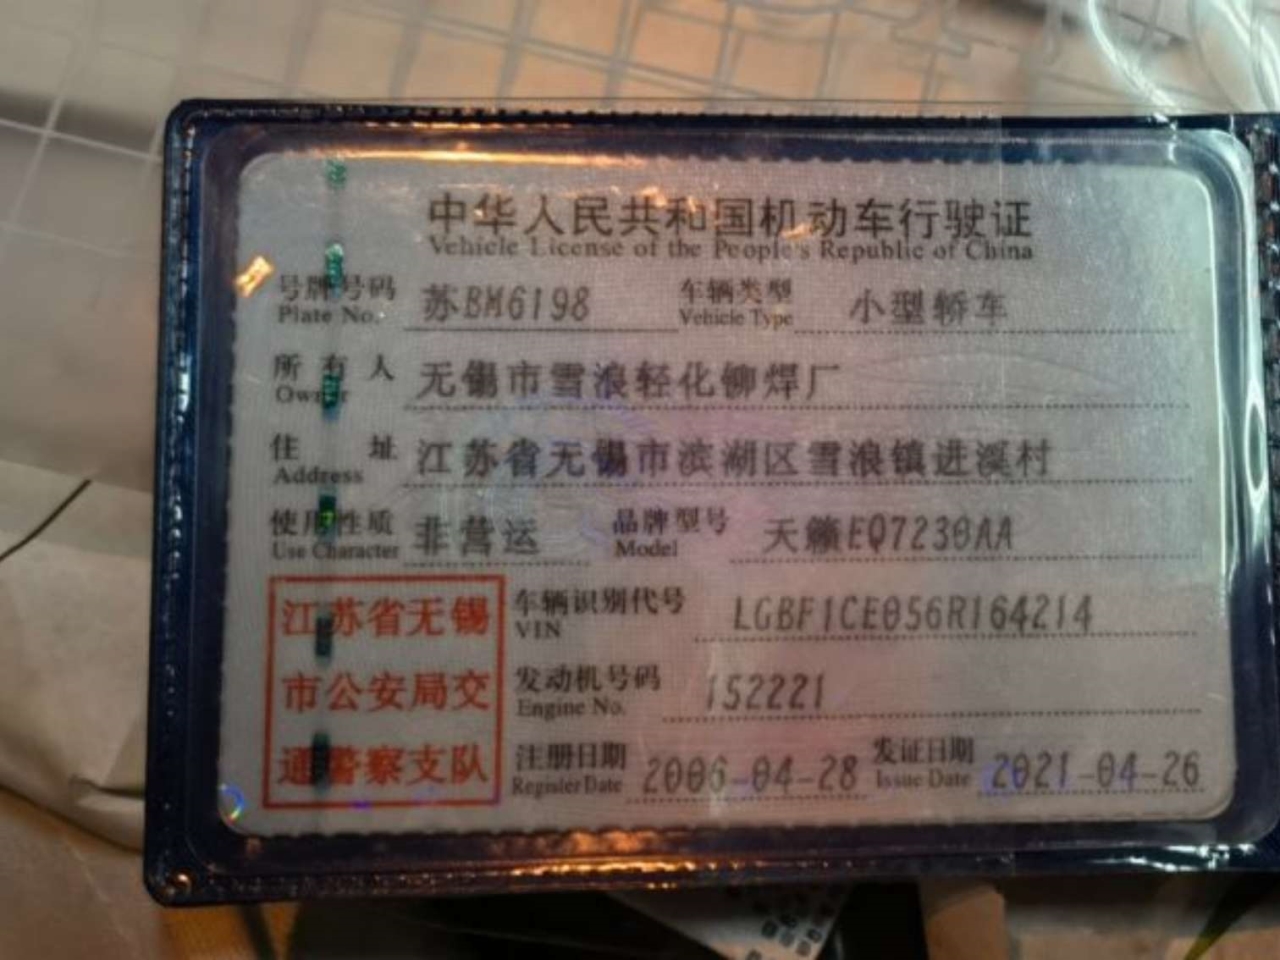 中华人民共和国机动车行驶证
Vehicle License of the People's Republic of China
号牌号码 苏BM6198 车辆类型 小型轿车
Plate No. Vehicle Type
所有人 无锡市雪浪轻化铆焊厂
Owner
住址 江苏省无锡市滨湖区雪浪镇进溪村
Address
使用性质 非营运 品牌型号 天籁EQ7230AA
Use Character Model
江苏省无锡 车辆识别代号 LGBF1CE056R164214
VIN
市公安局交 发动机号码 152221
Engine No.
通警察支队 注册日期 2006-04-28 发证日期 2021-04-26
Register Date Issue Date